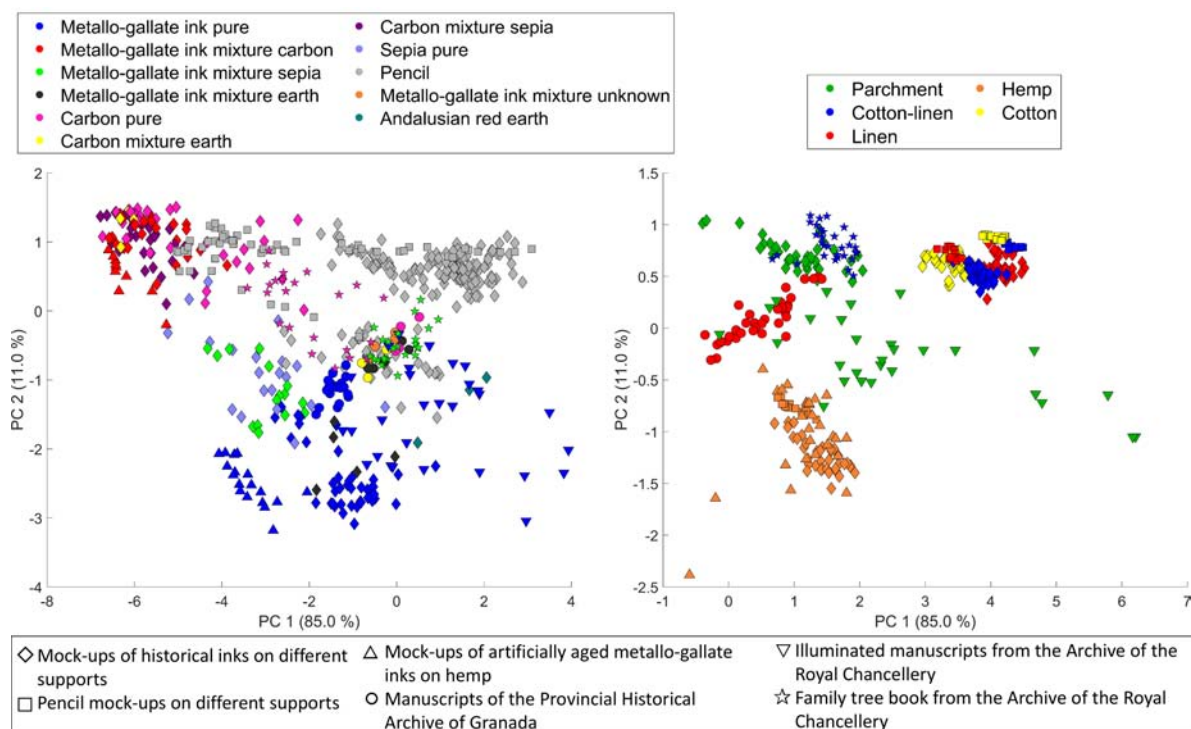 Metallo-gallate ink pure
Metallo-gallate ink mixture carbon
Metallo-gallate ink mixture sepia
Metallo-gallate ink mixture earth
Carbon pure
Carbon mixture earth
Carbon mixture sepia
Sepia pure
Pencil
Metallo-gallate ink mixture unknown
Andalusian red earth
Parchment
Cotton-linen
Linen
Hemp
Cotton
2
1
0
-1
-2
-3
-4
PC 2 (11.0 %)
-8 -6 -4 -2 0 2 4
PC 1 (85.0 %)
1.5
1
0.5
0
-0.5
-1
-1.5
-2
-2.5
PC 2 (11.0 %)
-1 0 1 2 3 4 5 6 7
PC 1 (85.0 %)
Mock-ups of historical inks on different
supports
Pencil mock-ups on different supports
Mock-ups of artificially aged metallo-gallate
inks on hemp
Manuscripts of the Provincial Historical
Archive of Granada
Illuminated manuscripts from the Archive of the
Royal Chancellery
Family tree book from the Archive of the Royal
Chancellery